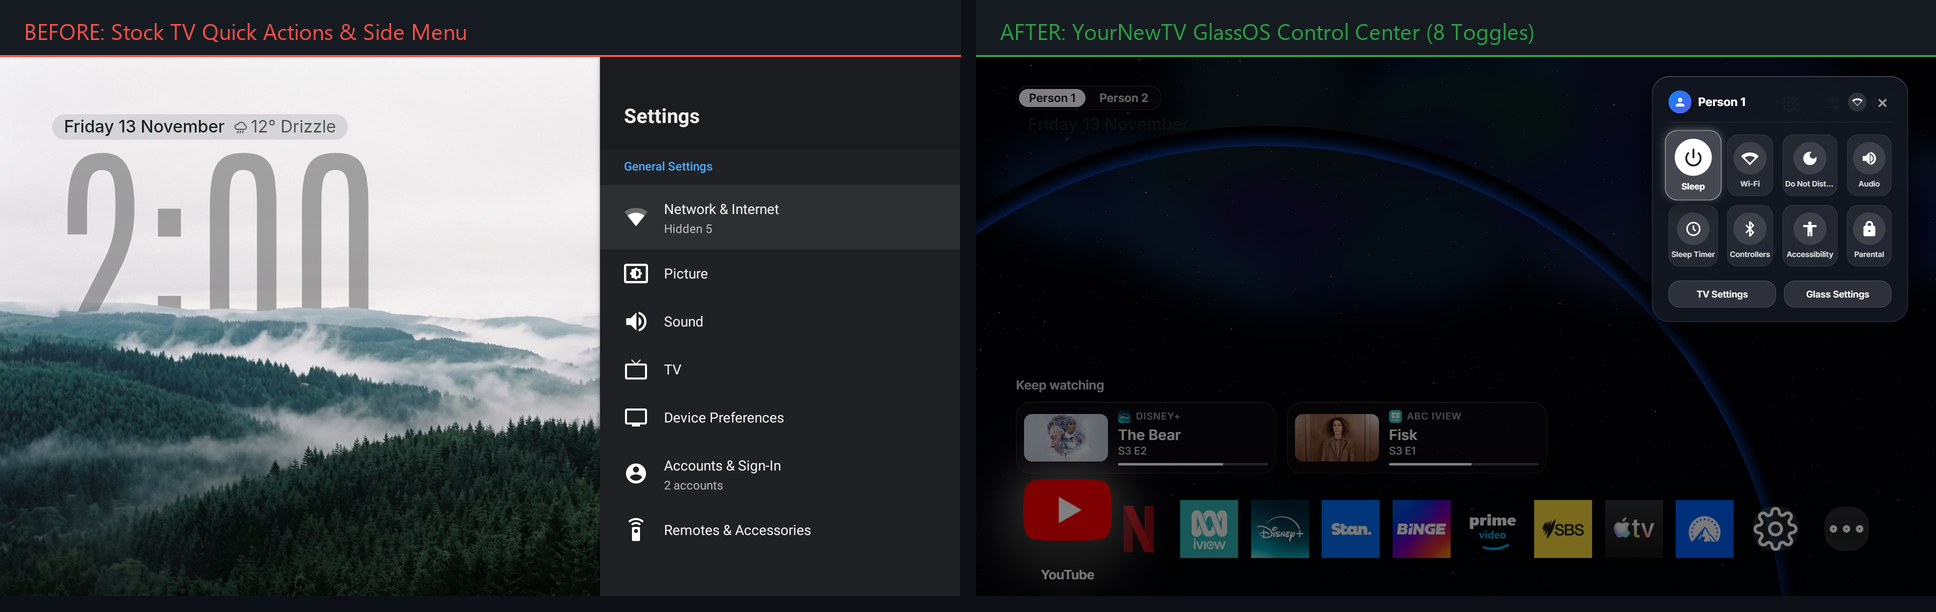 BEFORE: Stock TV Quick Actions & Side Menu
Friday 13 November 12° Drizzle
2:00
Settings
General Settings
Network & Internet
Hidden 5
Picture
Sound
TV
Device Preferences
Accounts & Sign-In
2 accounts
Remotes & Accessories
AFTER: YourNewTV GlassOS Control Center (8 Toggles)
Person 1 Person 2
Friday 13 November
Person 1
Sleep Wi-Fi Do Not Dist... Audio
Sleep Timer Controllers Accessibility Parental
TV Settings Glass Settings
Keep watching
DISNEY+
The Bear
S3 E2
ABC IVIEW
Fisk
S3 E1
N iview Disney+ Stan. BiNGE prime video SBS tv
YouTube